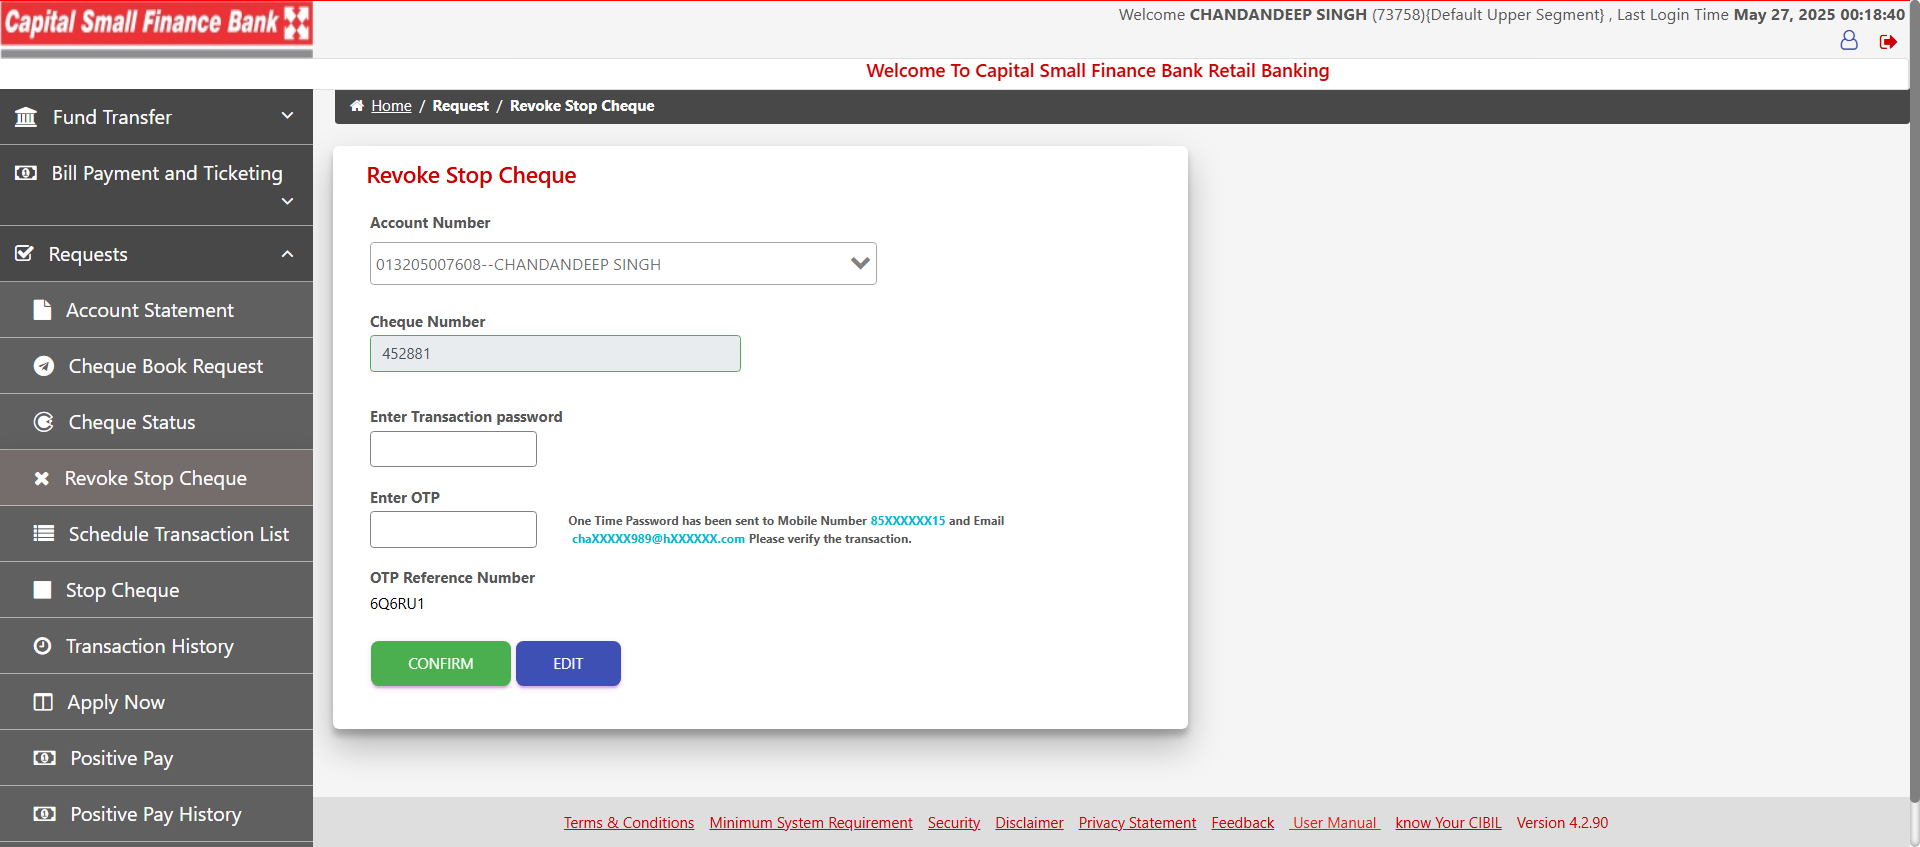 Capital Small Finance Bank
Welcome CHANDANDEEP SINGH (73758){Default Upper Segment} , Last Login Time May 27, 2025 00:18:40
Welcome To Capital Small Finance Bank Retail Banking
Fund Transfer
Bill Payment and Ticketing
Requests
Account Statement
Cheque Book Request
Cheque Status
Revoke Stop Cheque
Schedule Transaction List
Stop Cheque
Transaction History
Apply Now
Positive Pay
Positive Pay History
Home / Request / Revoke Stop Cheque
Revoke Stop Cheque
Account Number
013205007608--CHANDANDEEP SINGH
Cheque Number
452881
Enter Transaction password
Enter OTP
One Time Password has been sent to Mobile Number 85XXXXXX15 and Email
chaXXXXX989@hXXXXXX.com Please verify the transaction.
OTP Reference Number
6Q6RU1
CONFIRM EDIT
Terms & Conditions Minimum System Requirement Security Disclaimer Privacy Statement Feedback User Manual know Your CIBIL Version 4.2.90